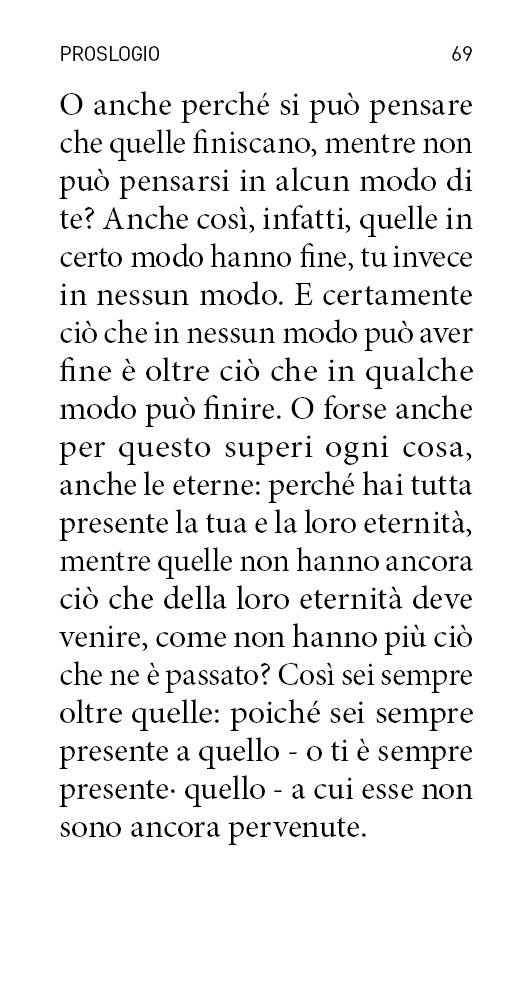 PROSLOGIO 69
O anche perché si può pensare
che quelle finiscano, mentre non
può pensarsi in alcun modo di
te? Anche così, infatti, quelle in
certo modo hanno fine, tu invece
in nessun modo. E certamente
ciò che in nessun modo può aver
fine è oltre ciò che in qualche
modo può finire. O forse anche
per questo superi ogni cosa,
anche le eterne: perché hai tutta
presente la tua e la loro eternità,
mentre quelle non hanno ancora
ciò che della loro eternità deve
venire, come non hanno più ciò
che ne è passato? Così sei sempre
oltre quelle: poiché sei sempre
presente a quello - o ti è sempre
presente· quello - a cui esse non
sono ancora pervenute.